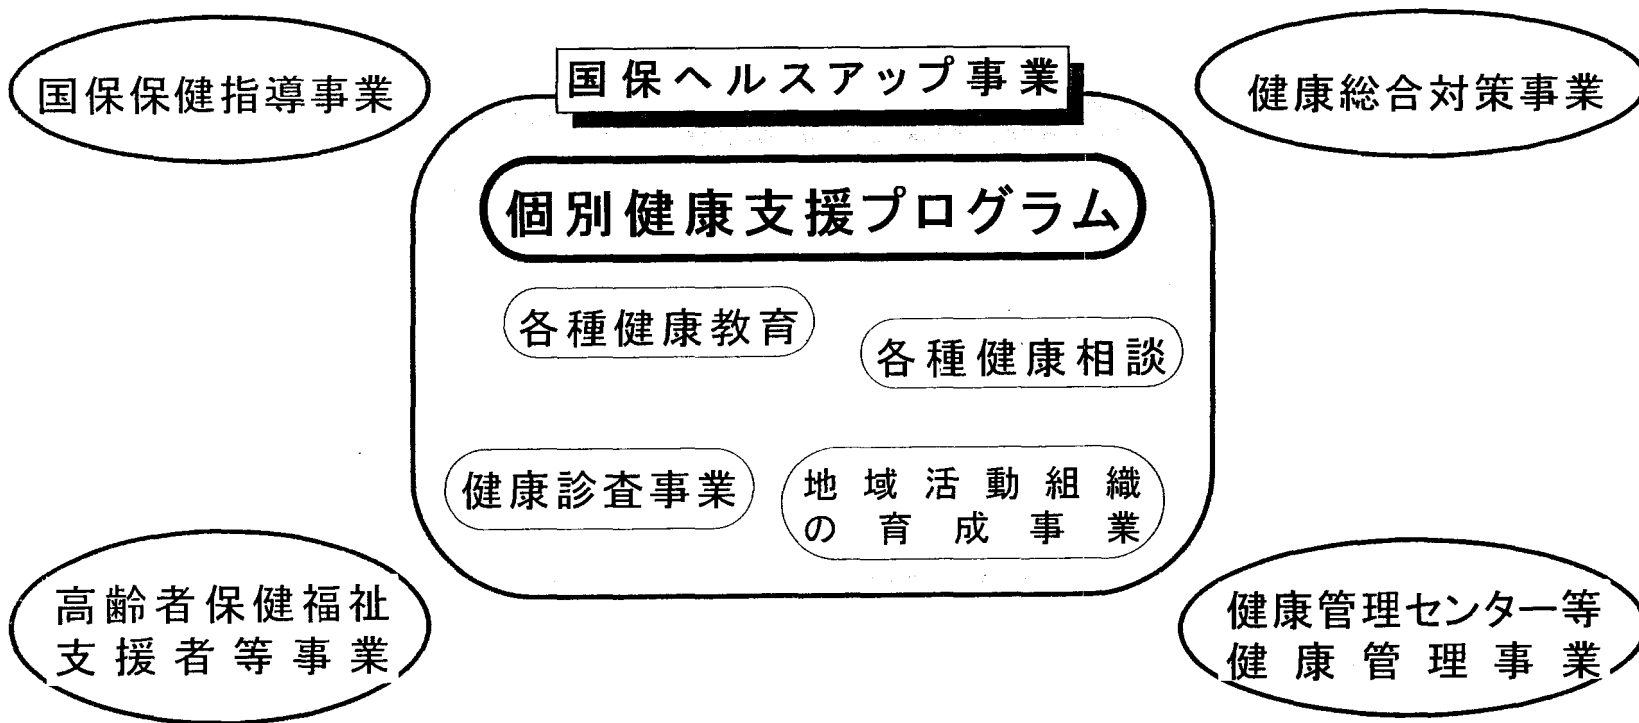 国保保健指導事業
国保ヘルスアップ事業
健康総合対策事業
個別健康支援プログラム
各種健康教育
各種健康相談
健康診査事業
地域活動組織
の育成事業
高齢者保健福祉
支援者等事業
健康管理センター等
健康管理事業